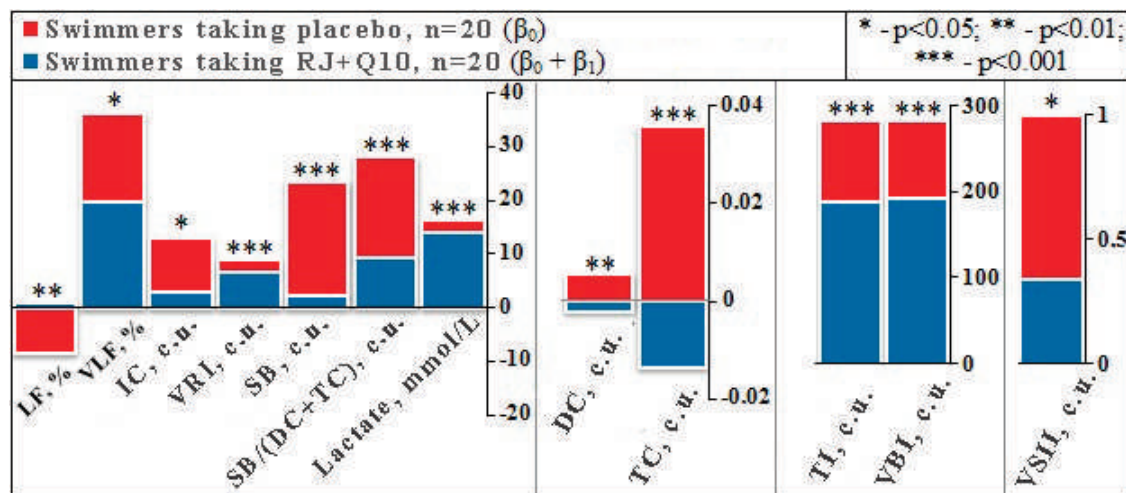 Swimmers taking placebo, n=20 (β₀)
Swimmers taking RJ+Q10, n=20 (β₀ + β₁)
* - p<0.05; ** - p<0.01;
*** - p<0.001
40
30
20
10
0
-10
-20
**
*
*
***
***
***
***
LF,%
VLF,%
IC, c.u.
VRI, c.u.
SB, c.u.
SB/(DC+TC), c.u.
Lactate, mmol/L
0.04
0.02
0
-0.02
**
***
DC, c.u.
TC, c.u.
300
200
100
0
***
***
TI, c.u.
VBI, c.u.
1
0.5
0
*
VSII, c.u.